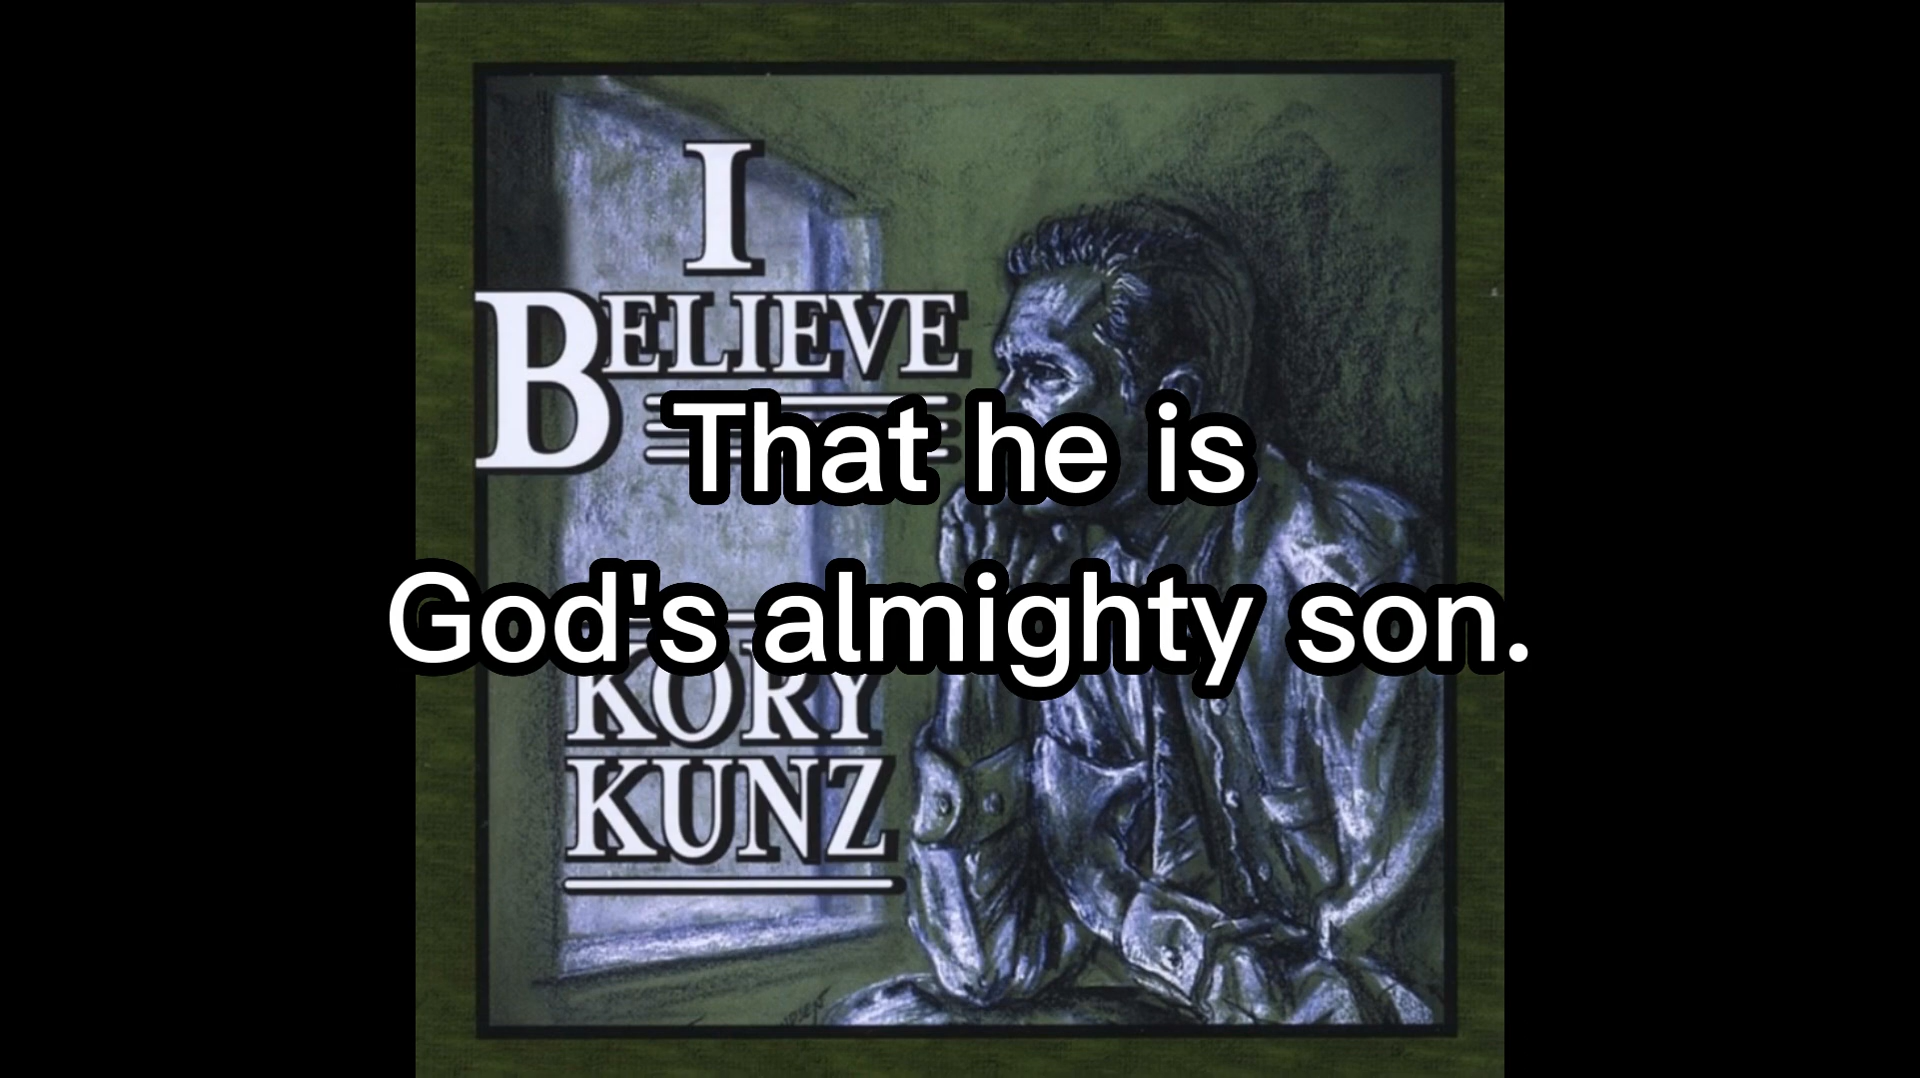 I
BELIEVE
That he is
God's almighty son.
KORY
KUNZ